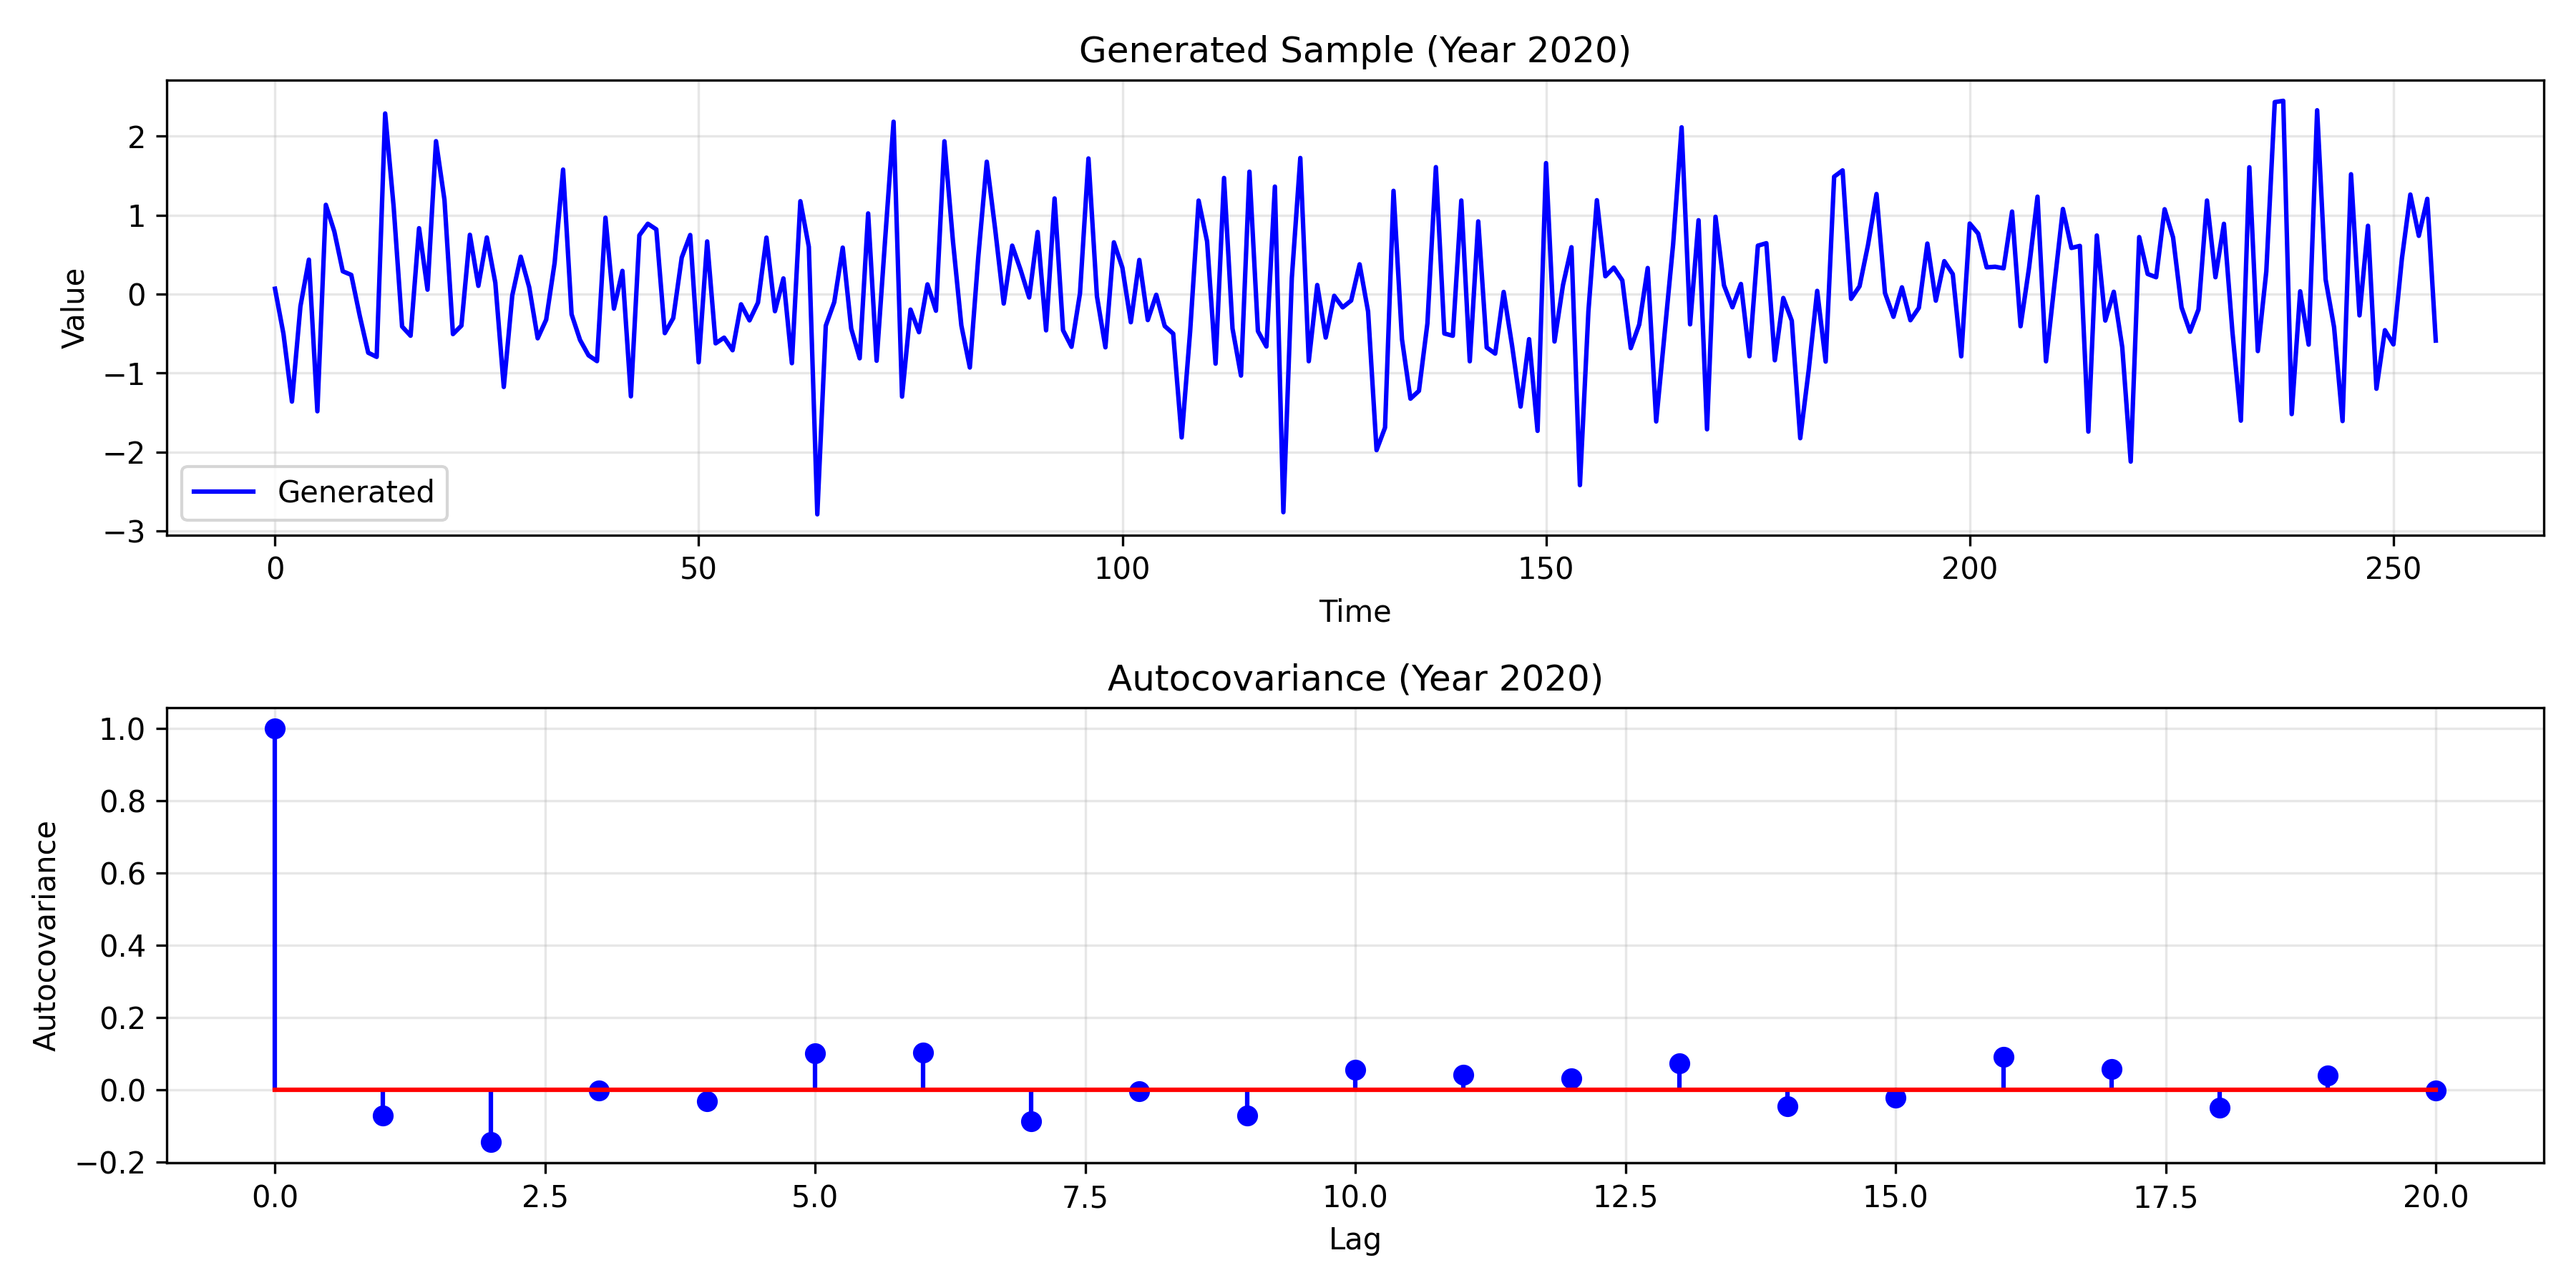 Generated Sample (Year 2020)
Value
2
1
0
−1
−2
−3
Generated
0 50 100 150 200 250
Time
Autocovariance (Year 2020)
Autocovariance
1.0
0.8
0.6
0.4
0.2
0.0
−0.2
0.0 2.5 5.0 7.5 10.0 12.5 15.0 17.5 20.0
Lag